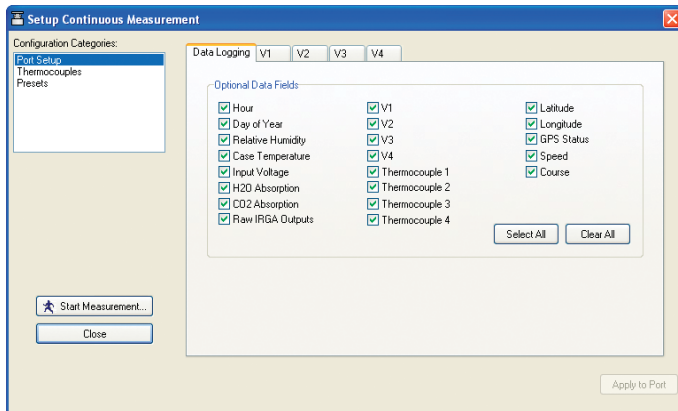 Setup Continuous Measurement
Configuration Categories:
Port Setup
Thermocouples
Presets
Data Logging V1 V2 V3 V4
Optional Data Fields
Hour
Day of Year
Relative Humidity
Case Temperature
Input Voltage
H2O Absorption
CO2 Absorption
Raw IRGA Outputs
V1
V2
V3
V4
Thermocouple 1
Thermocouple 2
Thermocouple 3
Thermocouple 4
Latitude
Longitude
GPS Status
Speed
Course
Select All Clear All
Start Measurement...
Close
Apply to Port